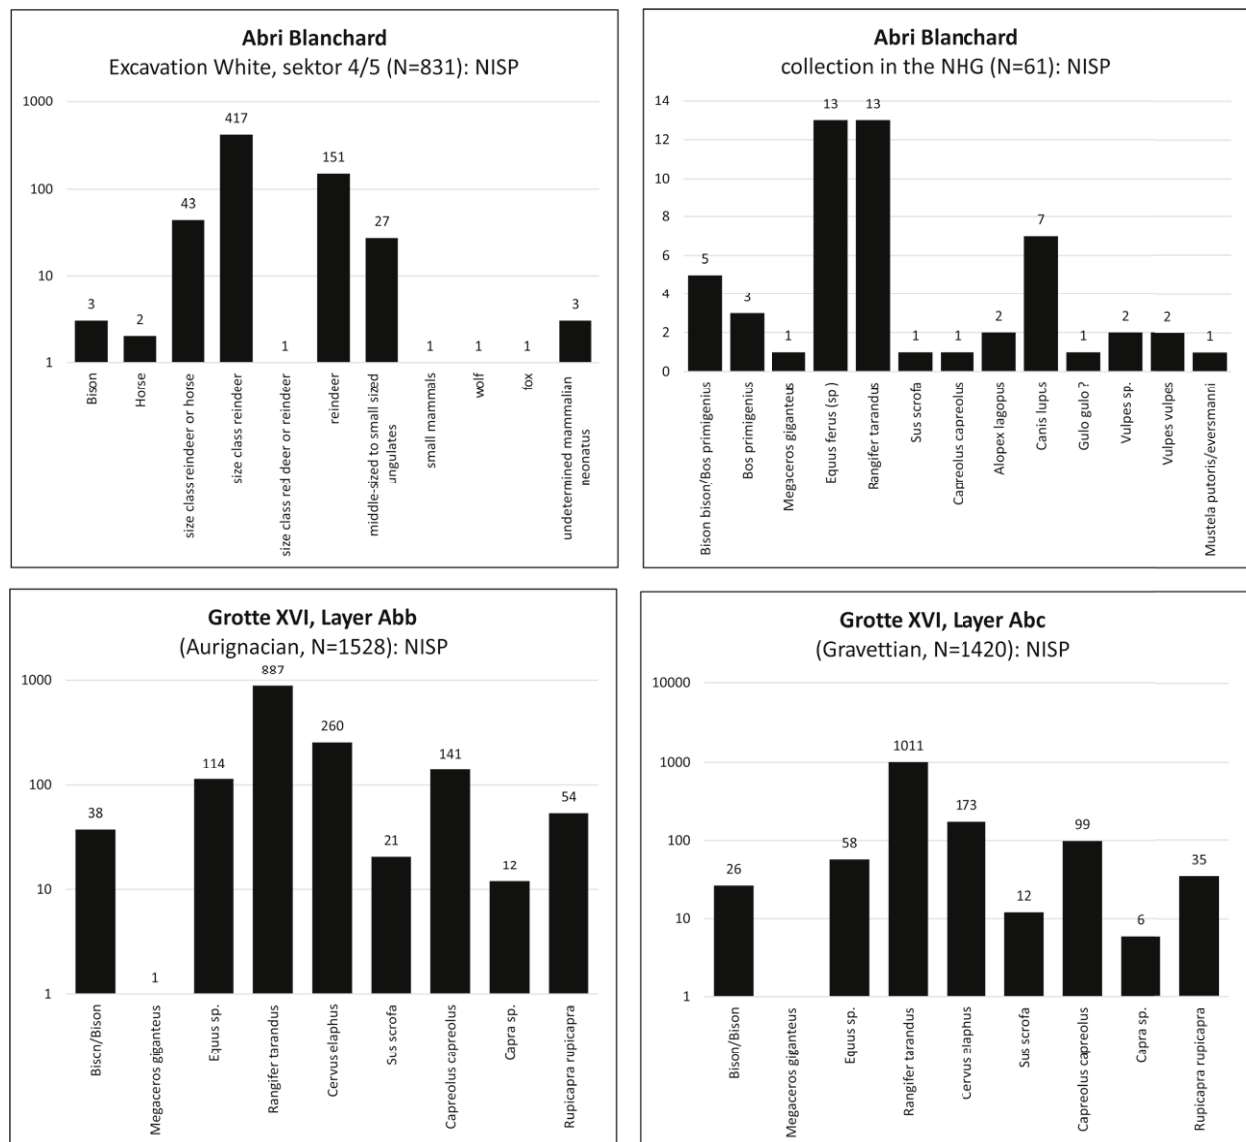 Abri Blanchard
Excavation White, sektor 4/5 (N=831): NISP
1000
100
10
1
3
2
43
417
1
151
27
1
1
1
3
Bison
Horse
size class reindeer or horse
size class reindeer
size class red deer or reindeer
reindeer
middle-sized to small sized
ungulates
small mammals
wolf
fox
undetermined mammalian
neonatus
Abri Blanchard
collection in the NHG (N=61): NISP
14
12
10
8
6
4
2
0
5
3
1
13
13
1
1
2
7
1
2
2
1
Bison bison/Bos primigenius
Bos primigenius
Megaceros giganteus
Equus ferus (sp)
Rangifer tarandus
Sus scrofa
Capreolus capreolus
Alopex lagopus
Canis lupus
Gulo gulo ?
Vulpes sp.
Vulpes vulpes
Mustela putoris/eversmanni
Grotte XVI, Layer Abb
(Aurignacian, N=1528): NISP
1000
100
10
1
38
1
114
887
260
21
141
12
54
Bison/Bison
Megaceros giganteus
Equus sp.
Rangifer tarandus
Cervus elaphus
Sus scrofa
Capreolus capreolus
Capra sp.
Rupicapra rupicapra
Grotte XVI, Layer Abc
(Gravettian, N=1420): NISP
10000
1000
100
10
1
26
58
1011
173
12
99
6
35
Bison/Bison
Megaceros giganteus
Equus sp.
Rangifer tarandus
Cervus elaphus
Sus scrofa
Capreolus capreolus
Capra sp.
Rupicapra rupicapra